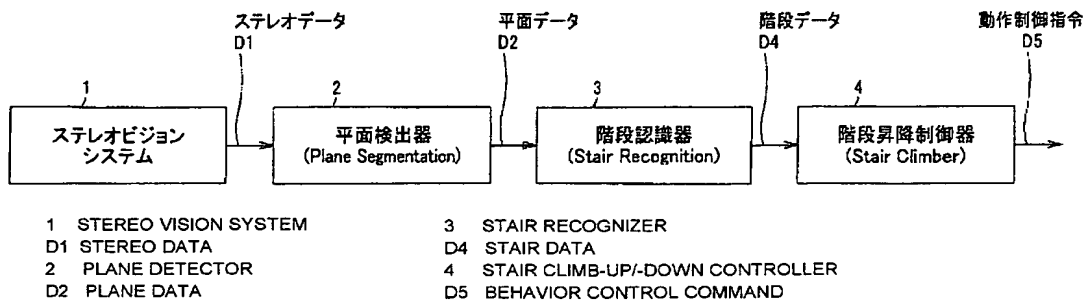 ステレオデータ
D1
平面データ
D2
階段データ
D4
動作制御指令
D5
1
2
3
4
ステレオビジョン
システム
平面検出器
(Plane Segmentation)
階段認識器
(Stair Recognition)
階段昇降制御器
(Stair Climber)
1 STEREO VISION SYSTEM
D1 STEREO DATA
2 PLANE DETECTOR
D2 PLANE DATA
3 STAIR RECOGNIZER
D4 STAIR DATA
4 STAIR CLIMB-UP/-DOWN CONTROLLER
D5 BEHAVIOR CONTROL COMMAND